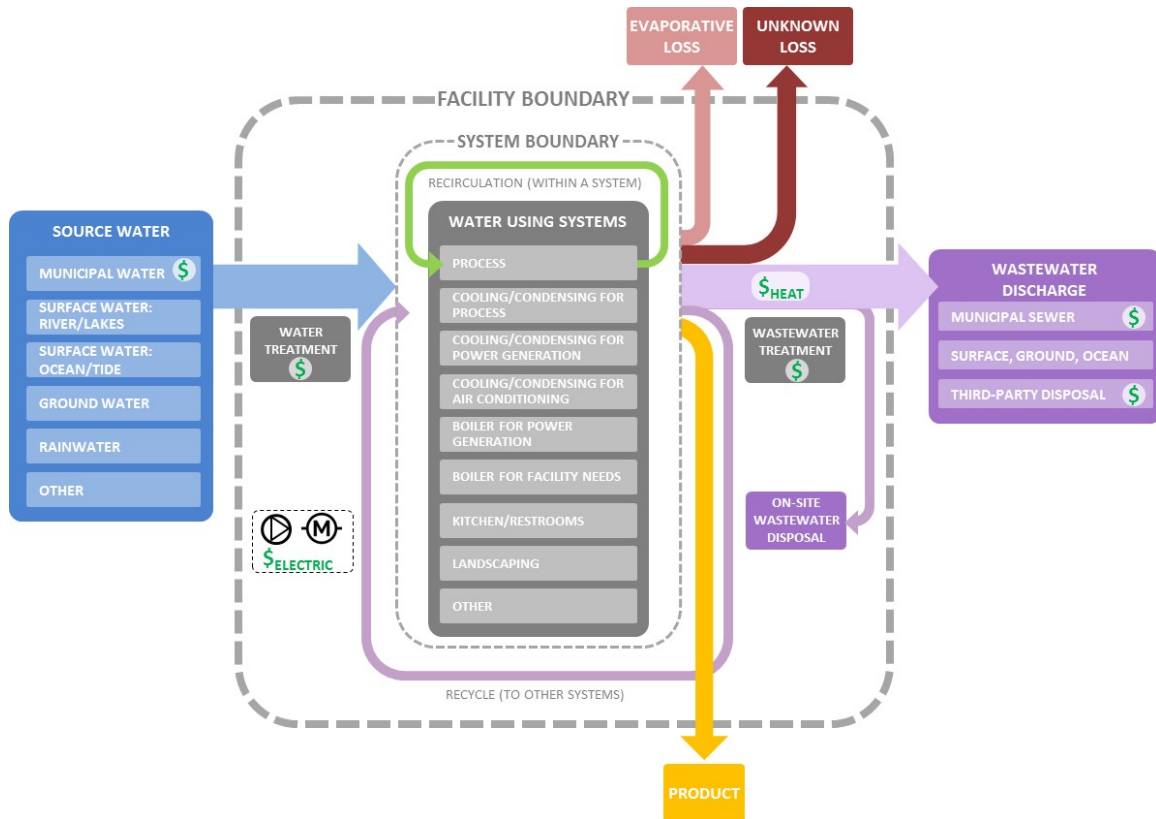 EVAPORATIVE
LOSS
UNKNOWN
LOSS
FACILITY BOUNDARY
SYSTEM BOUNDARY
RECIRCULATION (WITHIN A SYSTEM)
SOURCE WATER
MUNICIPAL WATER $
SURFACE WATER:
RIVER/LAKES
SURFACE WATER:
OCEAN/TIDE
GROUND WATER
RAINWATER
OTHER
WATER
TREATMENT
$
M
$ELECTRIC
WATER USING SYSTEMS
PROCESS
COOLING/CONDENSING FOR
PROCESS
COOLING/CONDENSING FOR
POWER GENERATION
COOLING/CONDENSING FOR
AIR CONDITIONING
BOILER FOR POWER
GENERATION
BOILER FOR FACILITY NEEDS
KITCHEN/RESTROOMS
LANDSCAPING
OTHER
RECYCLE (TO OTHER SYSTEMS)
$HEAT
WASTEWATER
TREATMENT
$
ON-SITE
WASTEWATER
DISPOSAL
WASTEWATER
DISCHARGE
MUNICIPAL SEWER $
SURFACE, GROUND, OCEAN
THIRD-PARTY DISPOSAL $
PRODUCT